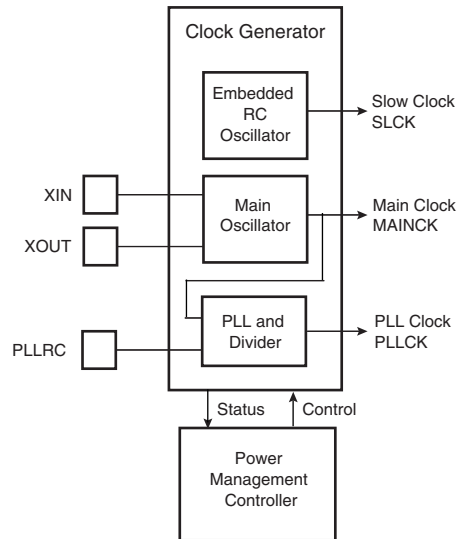 Clock Generator
Embedded
RC
Oscillator
Slow Clock
SLCK
XIN
Main
Oscillator
Main Clock
MAINCK
XOUT
PLL and
Divider
PLL Clock
PLLCK
PLLRC
Status
Control
Power
Management
Controller